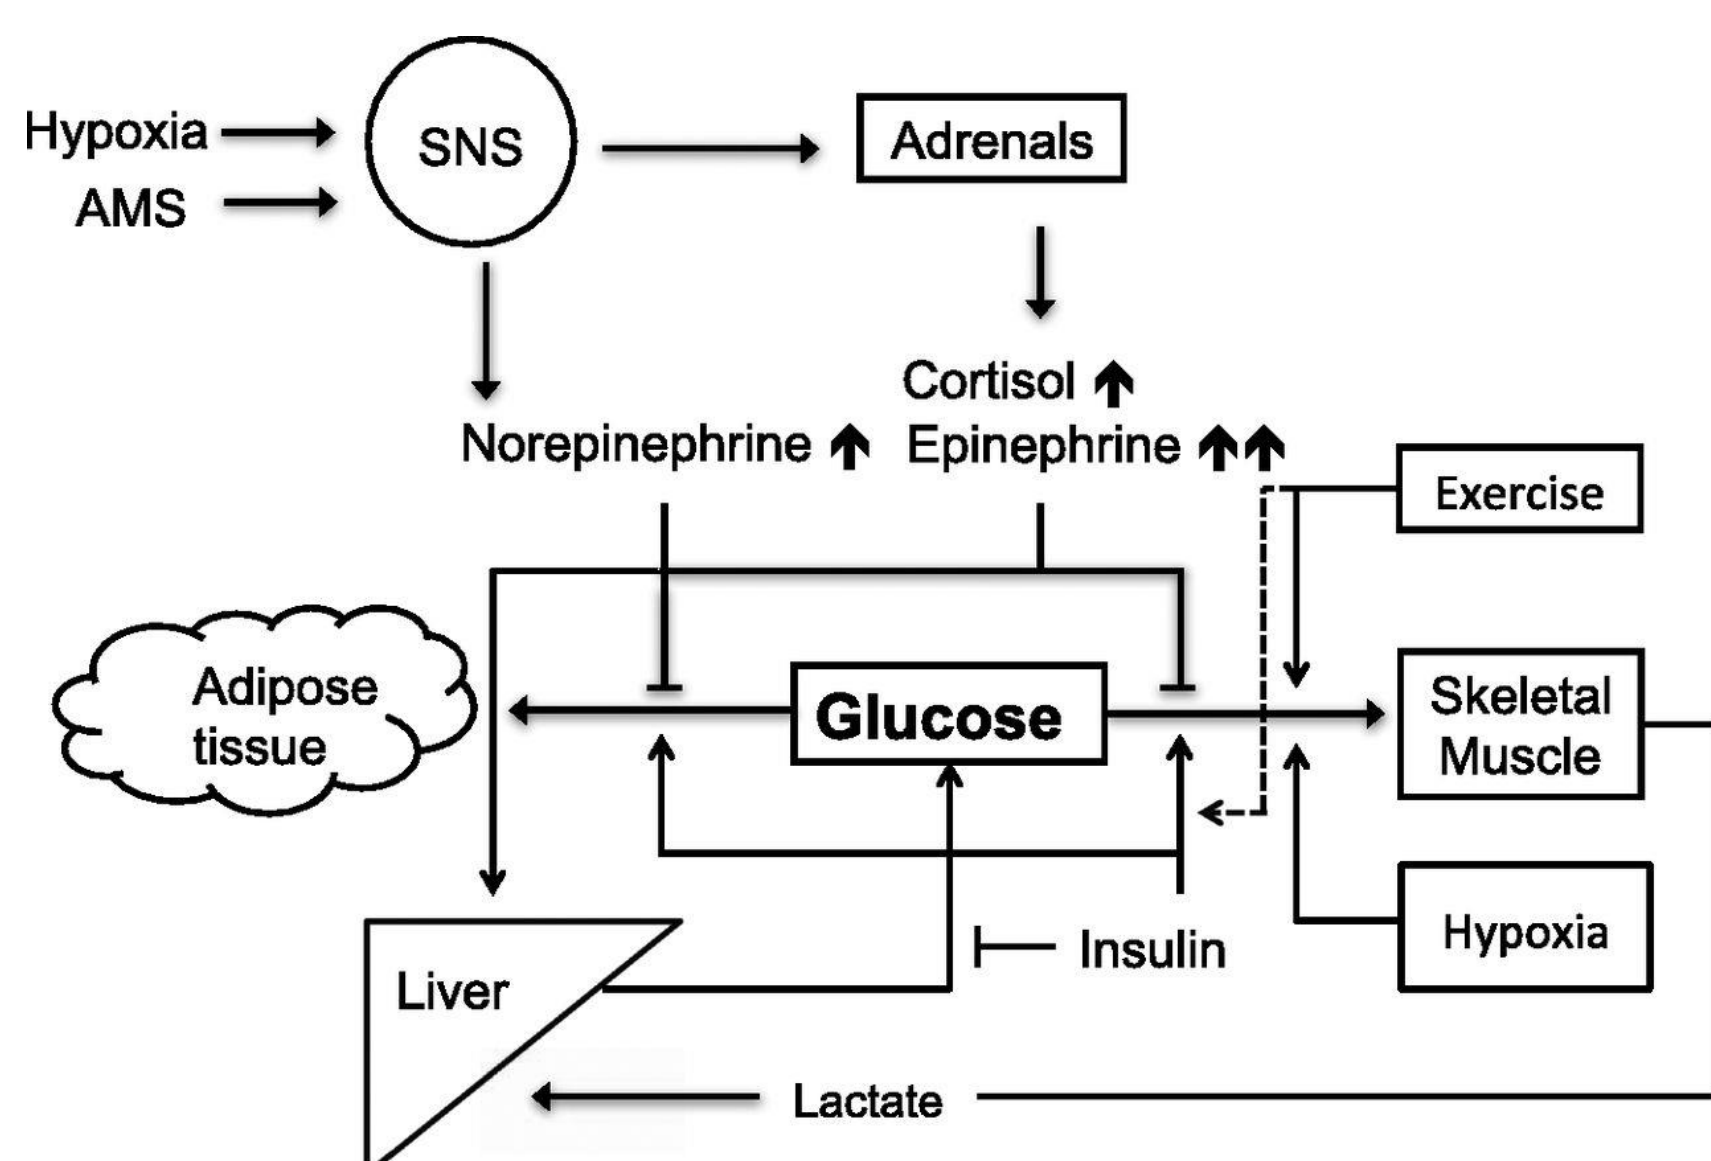 Hypoxia
SNS
Adrenals
AMS
Cortisol
Norepinephrine
Epinephrine
Exercise
Adipose
tissue
Glucose
Skeletal
Muscle
Insulin
Hypoxia
Liver
Lactate